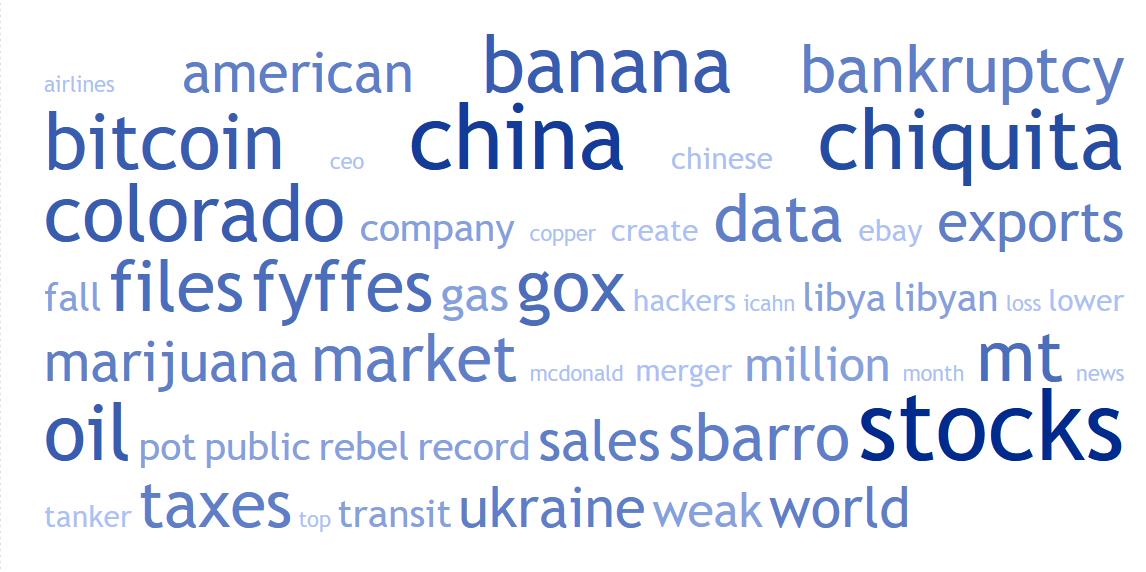 airlines american banana bankruptcy
bitcoin ceo china chinese chiquita
colorado company copper create data ebay exports
fall files fyffes gas gox hackers icahn libya libyan loss lower
marijuana market mcdonald merger million month mt news
oil pot public rebel record sales sbarro stocks
tanker taxes top transit ukraine weak world